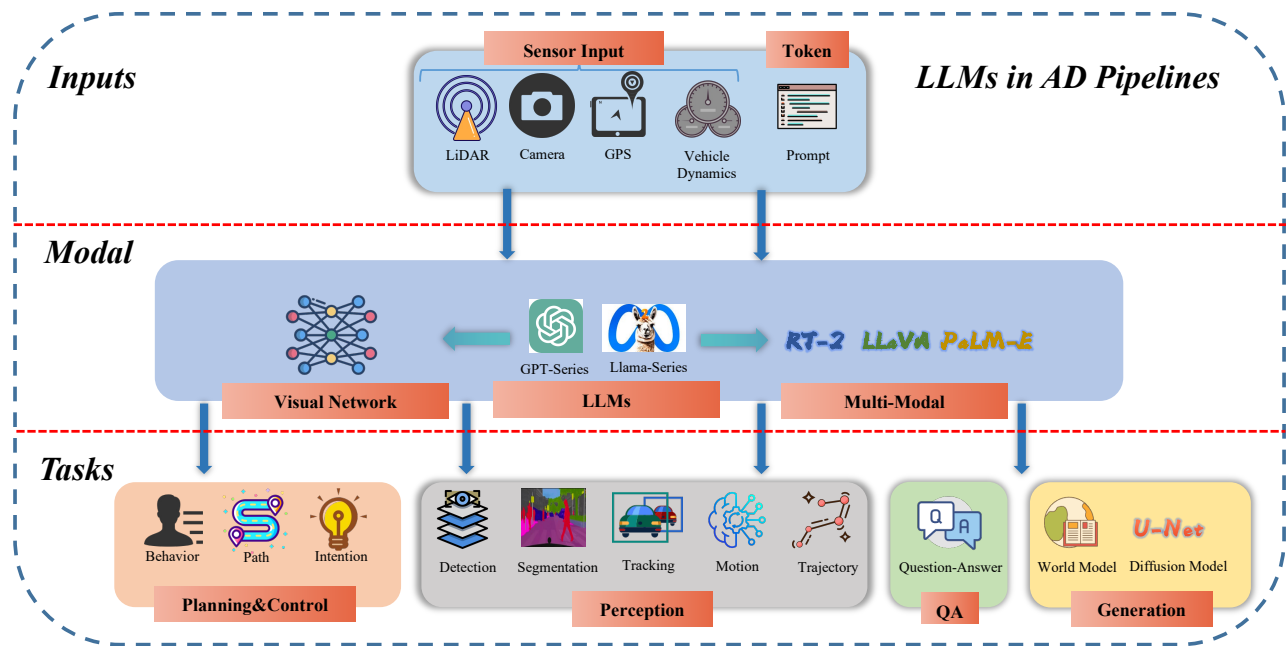 Sensor Input
Token
Inputs
LLMs in AD Pipelines
LiDAR
Camera
GPS
Vehicle
Dynamics
Prompt
Modal
GPT-Series
Llama-Series
RT-2
LLaVA
PaLM-E
Visual Network
LLMs
Multi-Modal
Tasks
Behavior
Path
Intention
Planning&Control
Detection
Segmentation
Tracking
Motion
Trajectory
Perception
Q
A
Question-Answer
QA
U-Net
World Model
Diffusion Model
Generation